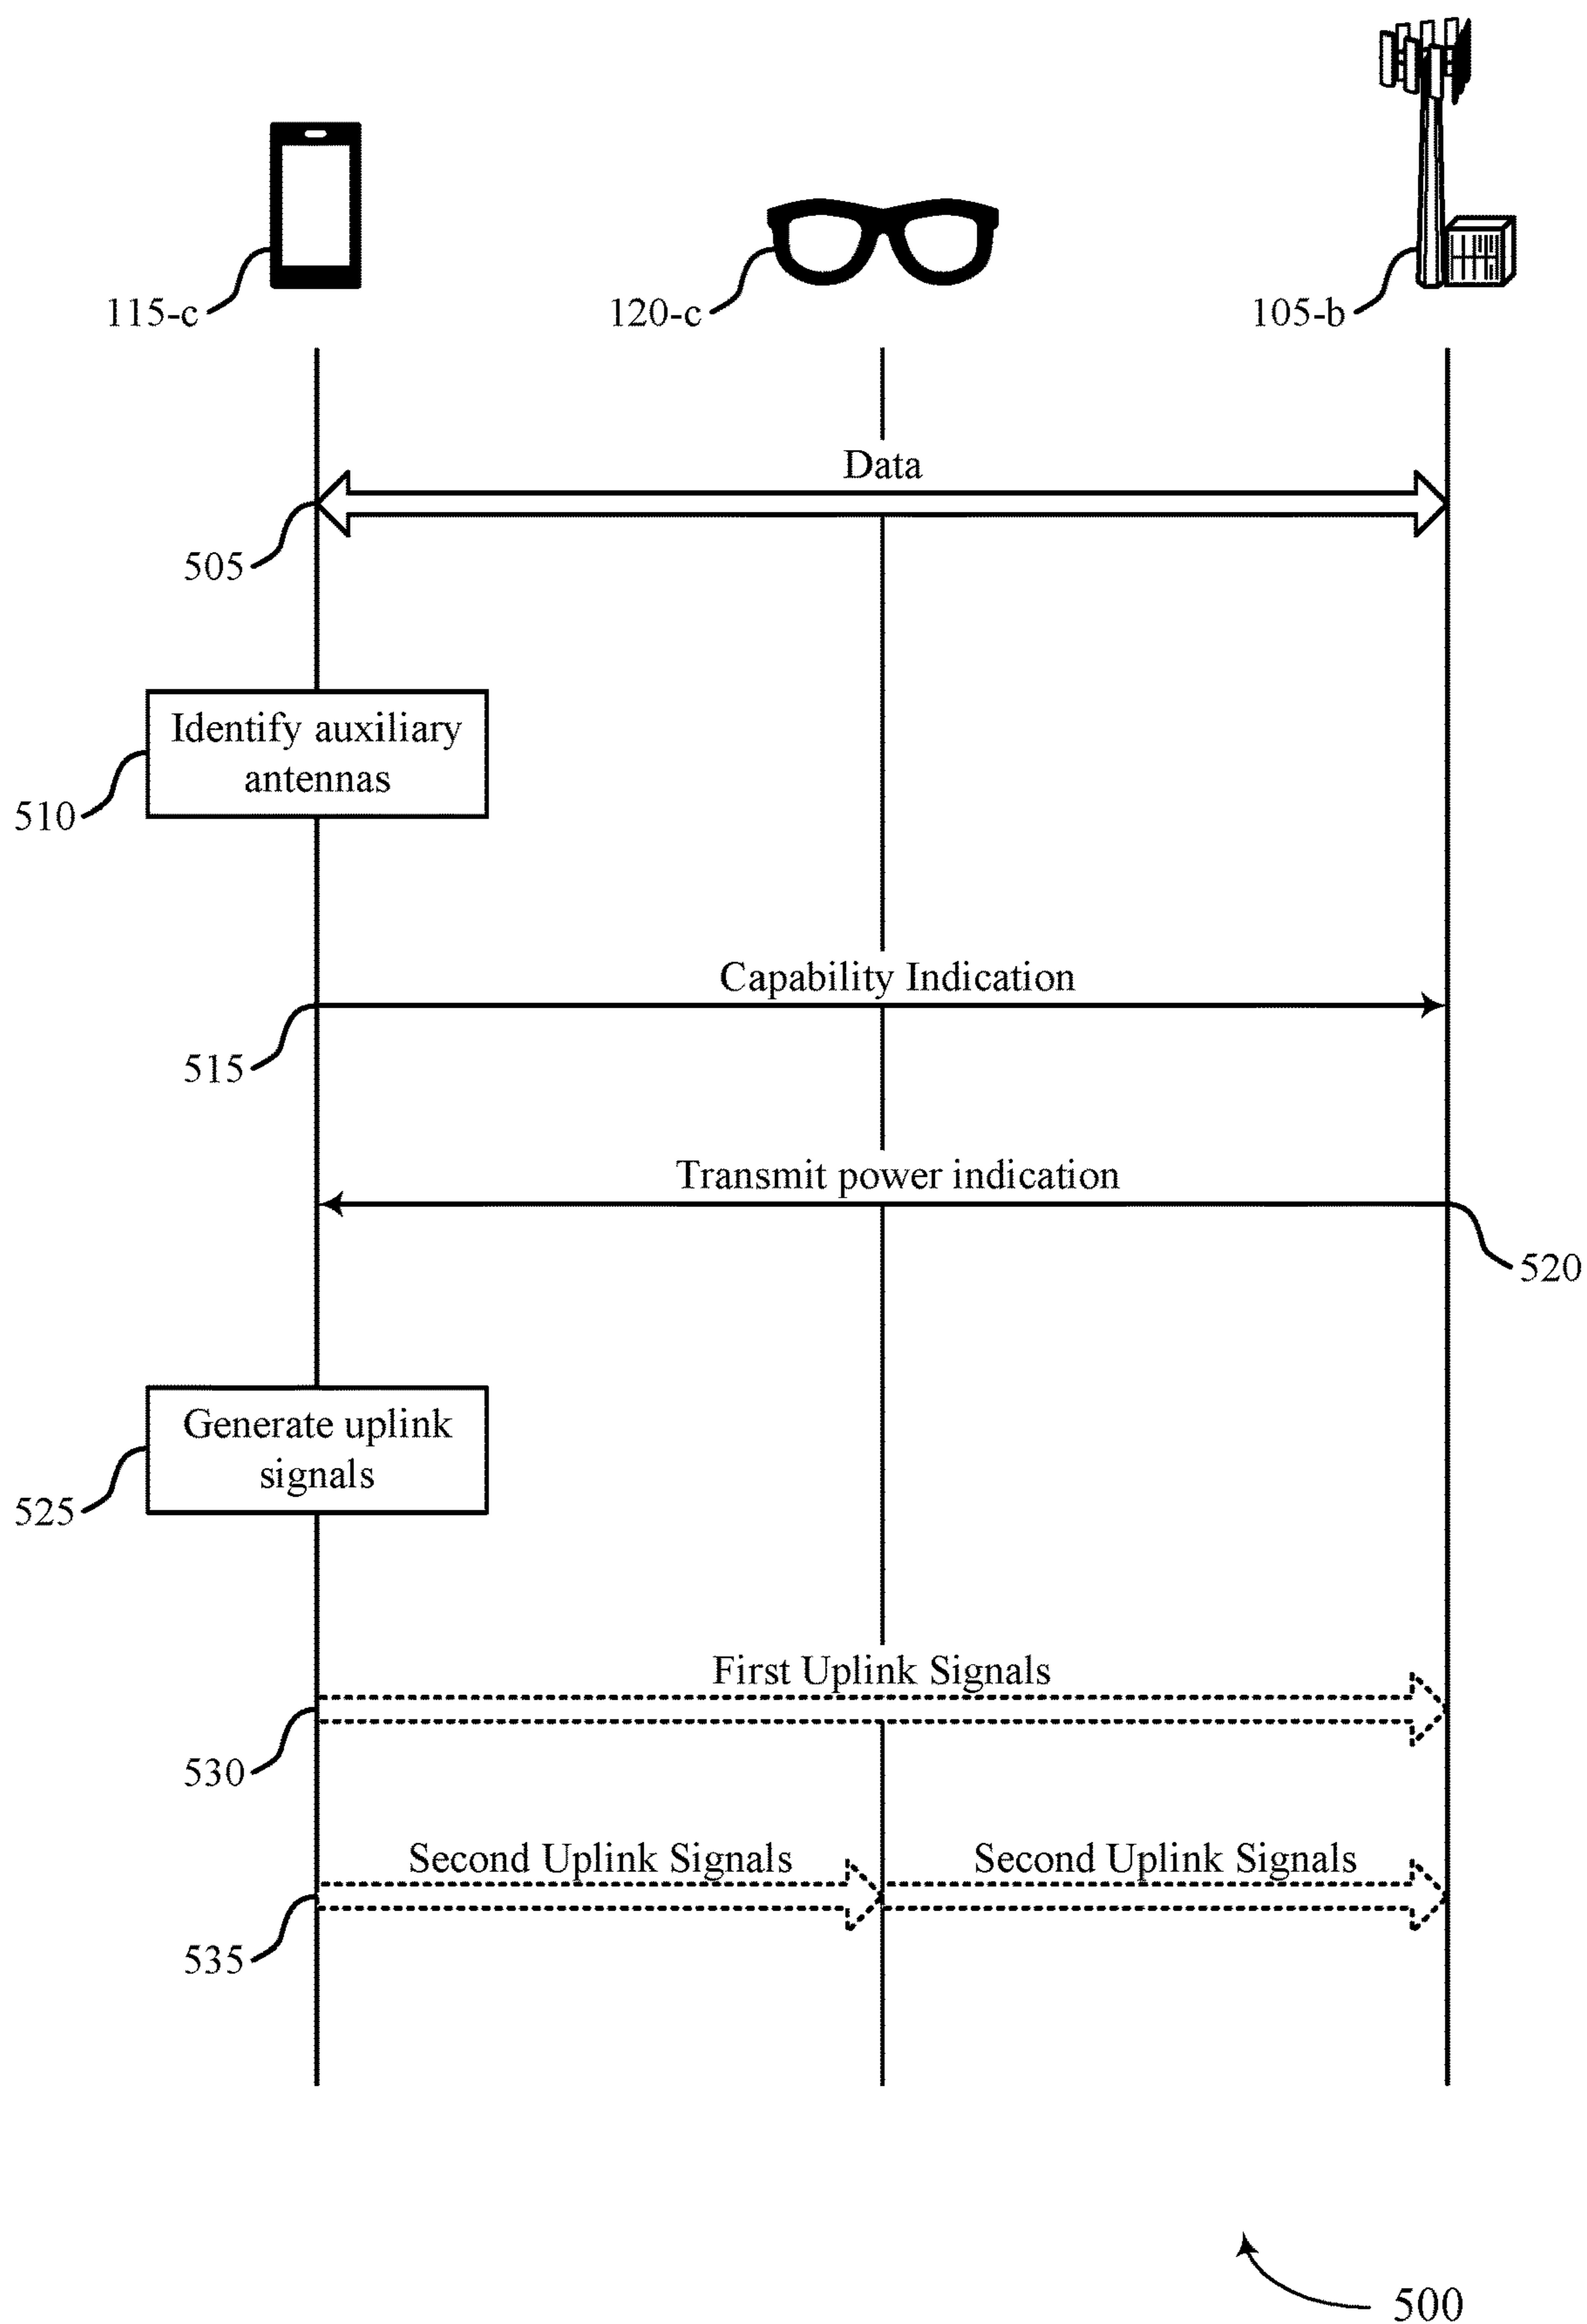 115-c
120-c
105-b
Data
505
Identify auxiliary
antennas
510
Capability Indication
515
Transmit power indication
520
Generate uplink
signals
525
First Uplink Signals
530
Second Uplink Signals
Second Uplink Signals
535
500